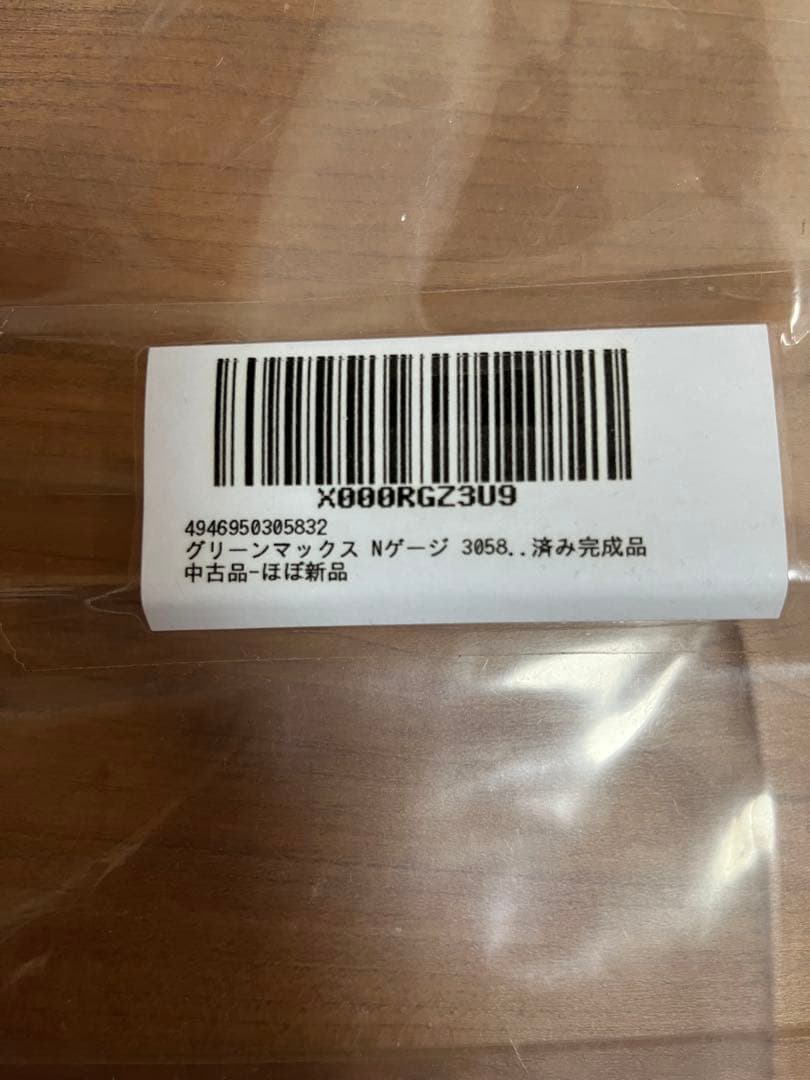 X000RGZ3U9
4946950305832
グリーンマックス Nゲージ 3058..済み完成品
中古品-ほぼ新品